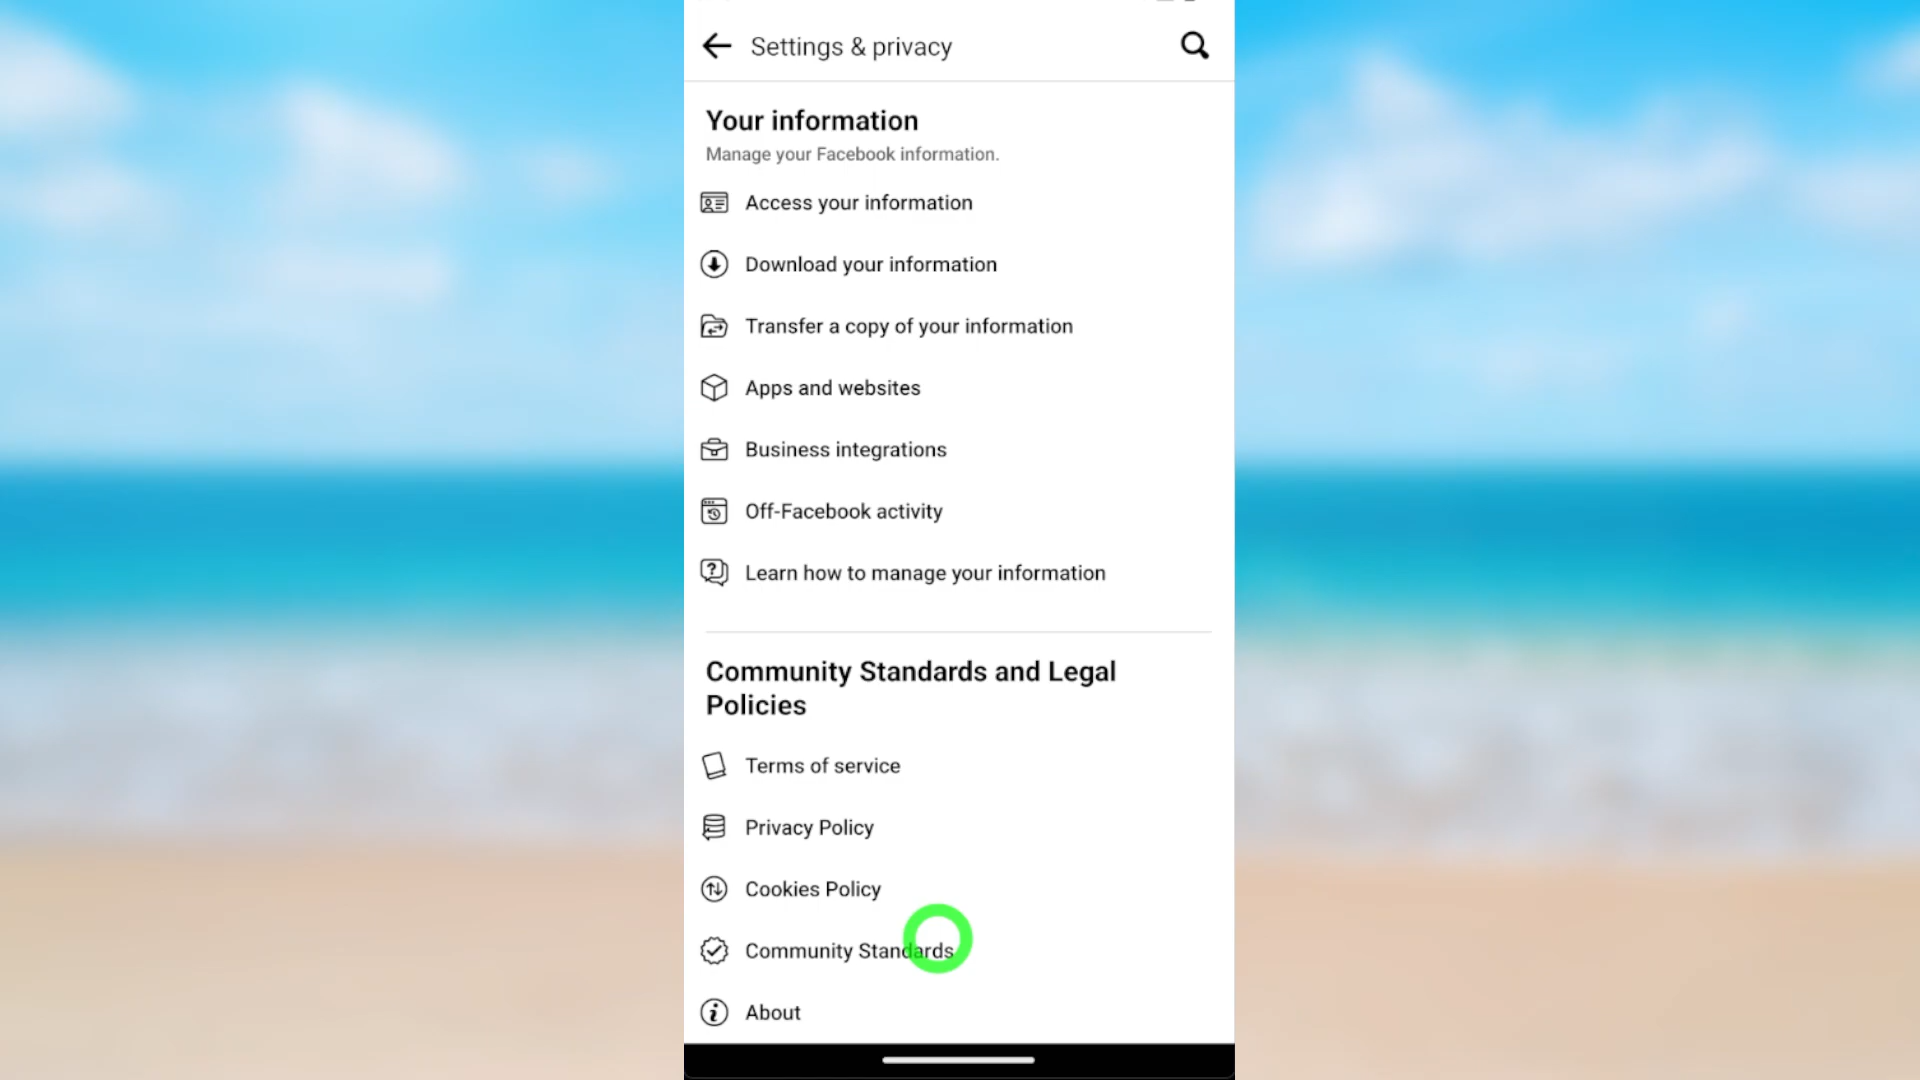 Settings & privacy
Your information
Manage your Facebook information.
Access your information
Download your information
Transfer a copy of your information
Apps and websites
Business integrations
Off-Facebook activity
Learn how to manage your information
Community Standards and Legal
Policies
Terms of service
Privacy Policy
Cookies Policy
Community Standards
About